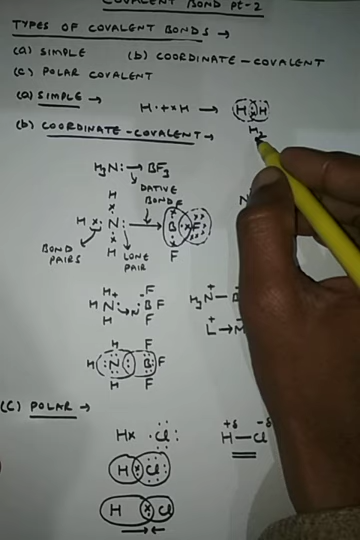 COVALENT BOND Pt-2
TYPES OF COVALENT BONDS →
(a) SIMPLE (b) COORDINATE-COVALENT
(c) POLAR COVALENT
(a) SIMPLE → H· + ×H → H×·H
H₂
(b) COORDINATE-COVALENT →
H₃N: → BF₃
DATIVE BOND
H
H ×· N : → B F
F
H
F
BOND PAIRS
LONE PAIR
H + - F
H N : → B F
H F
H₃N — B
L → M
H F
H : N : B : F
H F
(C) POLAR →
H× ·Cl:
H × Cl
+δ -δ
H — Cl
H × Cl
→ ←